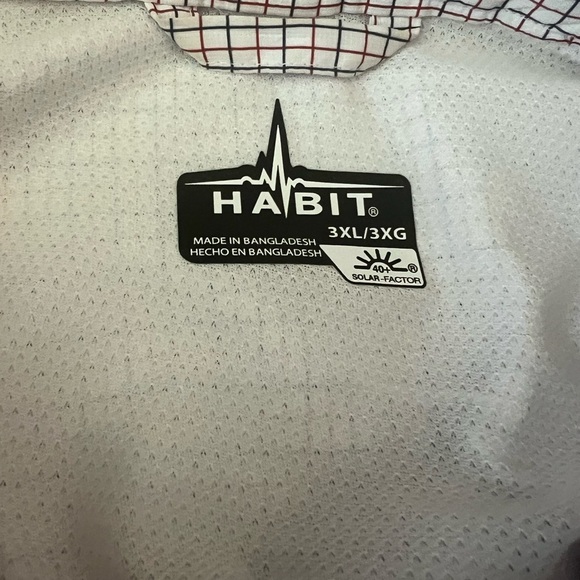 HABIT®
3XL/3XG
MADE IN BANGLADESH
HECHO EN BANGLADESH
40+ ®
SOLAR-FACTOR